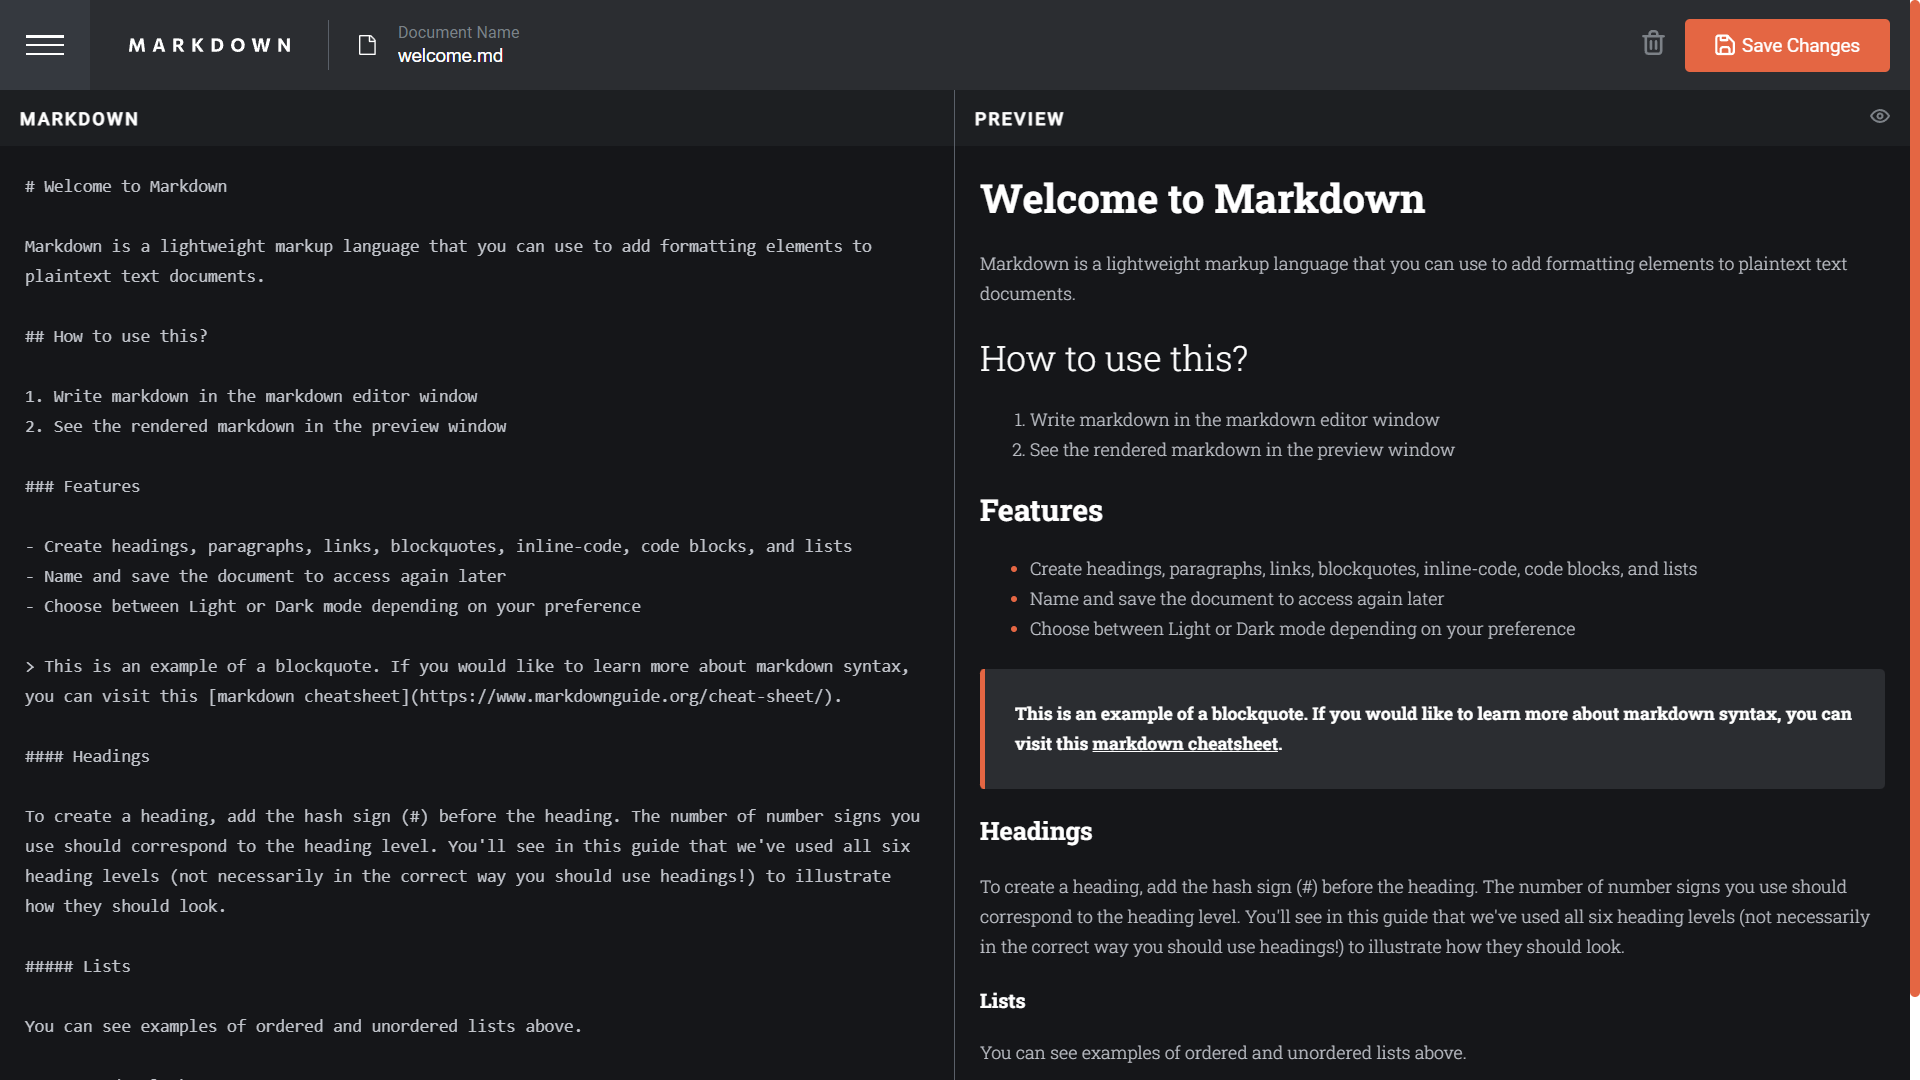 MARKDOWN
Document Name
welcome.md
Save Changes
MARKDOWN
# Welcome to Markdown
Markdown is a lightweight markup language that you can use to add formatting elements to
plaintext text documents.
## How to use this?
1. Write markdown in the markdown editor window
2. See the rendered markdown in the preview window
### Features
- Create headings, paragraphs, links, blockquotes, inline-code, code blocks, and lists
- Name and save the document to access again later
- Choose between Light or Dark mode depending on your preference
> This is an example of a blockquote. If you would like to learn more about markdown syntax,
you can visit this [markdown cheatsheet](https://www.markdownguide.org/cheat-sheet/).
#### Headings
To create a heading, add the hash sign (#) before the heading. The number of number signs you
use should correspond to the heading level. You'll see in this guide that we've used all six
heading levels (not necessarily in the correct way you should use headings!) to illustrate
how they should look.
##### Lists
You can see examples of ordered and unordered lists above.
PREVIEW
Welcome to Markdown
Markdown is a lightweight markup language that you can use to add formatting elements to plaintext text
documents.
How to use this?
1. Write markdown in the markdown editor window
2. See the rendered markdown in the preview window
Features
• Create headings, paragraphs, links, blockquotes, inline-code, code blocks, and lists
• Name and save the document to access again later
• Choose between Light or Dark mode depending on your preference
This is an example of a blockquote. If you would like to learn more about markdown syntax, you can
visit this markdown cheatsheet.
Headings
To create a heading, add the hash sign (#) before the heading. The number of number signs you use should
correspond to the heading level. You'll see in this guide that we've used all six heading levels (not necessarily
in the correct way you should use headings!) to illustrate how they should look.
Lists
You can see examples of ordered and unordered lists above.